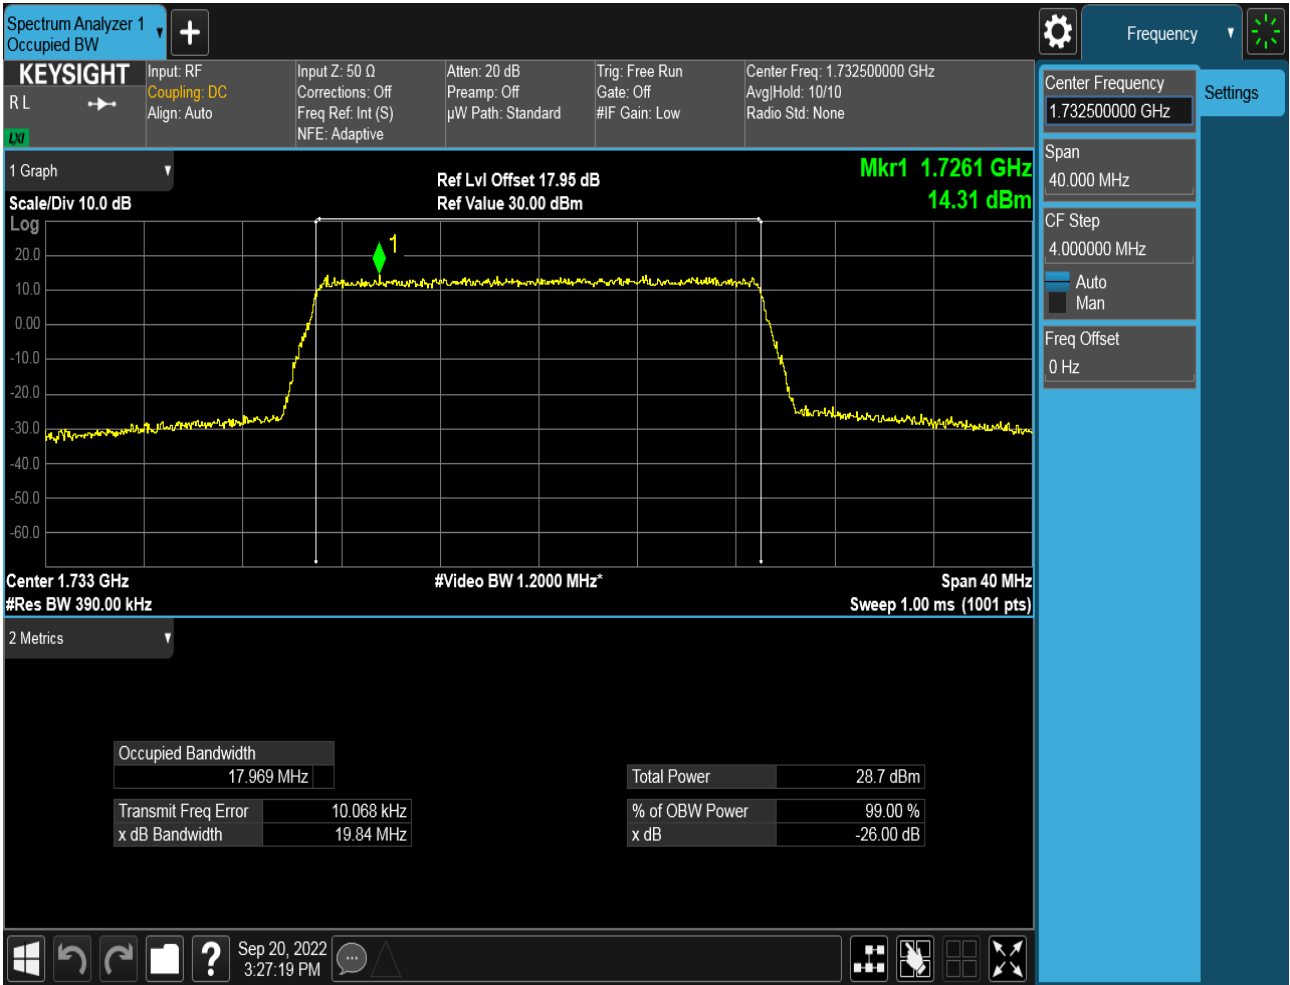 Spectrum Analyzer 1
Occupied BW
Frequency
KEYSIGHT
R L
LXI
Input: RF
Coupling: DC
Align: Auto
Input Z: 50 Ω
Corrections: Off
Freq Ref: Int (S)
NFE: Adaptive
Atten: 20 dB
Preamp: Off
µW Path: Standard
Trig: Free Run
Gate: Off
#IF Gain: Low
Center Freq: 1.732500000 GHz
Avg|Hold: 10/10
Radio Std: None
Center Frequency
1.732500000 GHz
Settings
Span
40.000 MHz
CF Step
4.000000 MHz
Auto
Man
Freq Offset
0 Hz
1 Graph
Scale/Div 10.0 dB
Ref Lvl Offset 17.95 dB
Ref Value 30.00 dBm
Mkr1 1.7261 GHz
14.31 dBm
Log
1
20.0
10.0
0.00
-10.0
-20.0
-30.0
-40.0
-50.0
-60.0
Center 1.733 GHz
#Video BW 1.2000 MHz*
Span 40 MHz
#Res BW 390.00 kHz
Sweep 1.00 ms (1001 pts)
2 Metrics
Occupied Bandwidth
17.969 MHz
Total Power 28.7 dBm
Transmit Freq Error 10.068 kHz
% of OBW Power 99.00 %
x dB Bandwidth 19.84 MHz
x dB -26.00 dB
Sep 20, 2022
3:27:19 PM